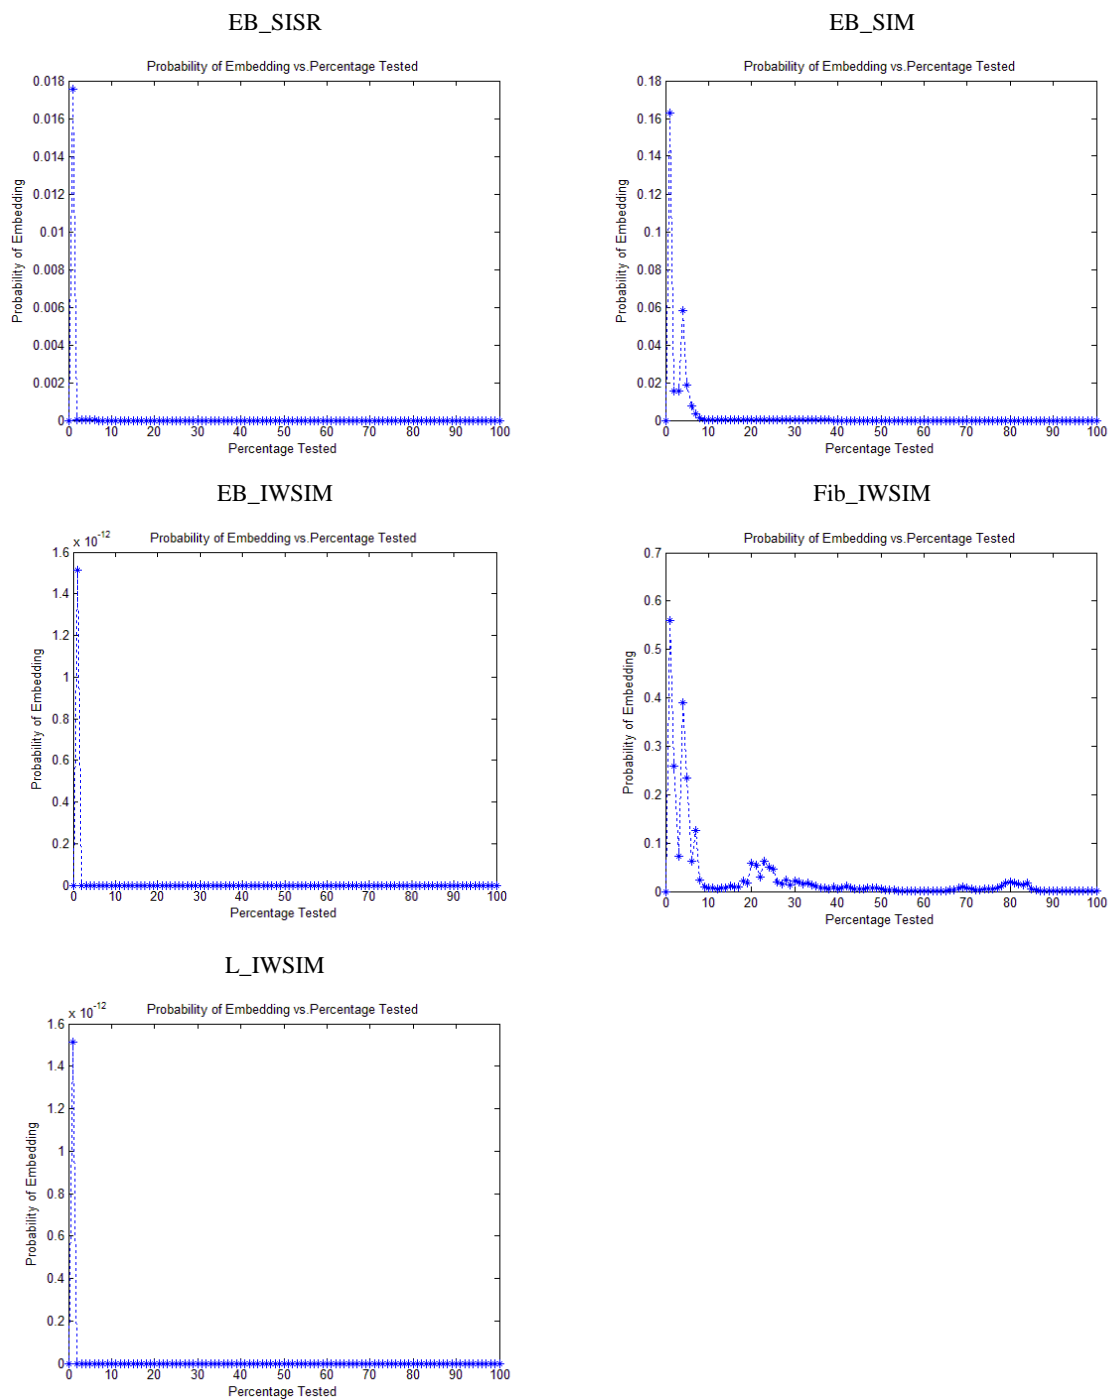 EB_SISR
Probability of Embedding vs.Percentage Tested
0.018
0.016
0.014
0.012
0.01
0.008
0.006
0.004
0.002
0
Probability of Embedding
0 10 20 30 40 50 60 70 80 90 100
Percentage Tested
EB_SIM
Probability of Embedding vs.Percentage Tested
0.18
0.16
0.14
0.12
0.1
0.08
0.06
0.04
0.02
0
Probability of Embedding
0 10 20 30 40 50 60 70 80 90 100
Percentage Tested
EB_IWSIM
x 10-12
Probability of Embedding vs.Percentage Tested
1.6
1.4
1.2
1
0.8
0.6
0.4
0.2
0
Probability of Embedding
0 10 20 30 40 50 60 70 80 90 100
Percentage Tested
Fib_IWSIM
Probability of Embedding vs.Percentage Tested
0.7
0.6
0.5
0.4
0.3
0.2
0.1
0
Probability of Embedding
0 10 20 30 40 50 60 70 80 90 100
Percentage Tested
L_IWSIM
x 10-12
Probability of Embedding vs.Percentage Tested
1.6
1.4
1.2
1
0.8
0.6
0.4
0.2
0
Probability of Embedding
0 10 20 30 40 50 60 70 80 90 100
Percentage Tested